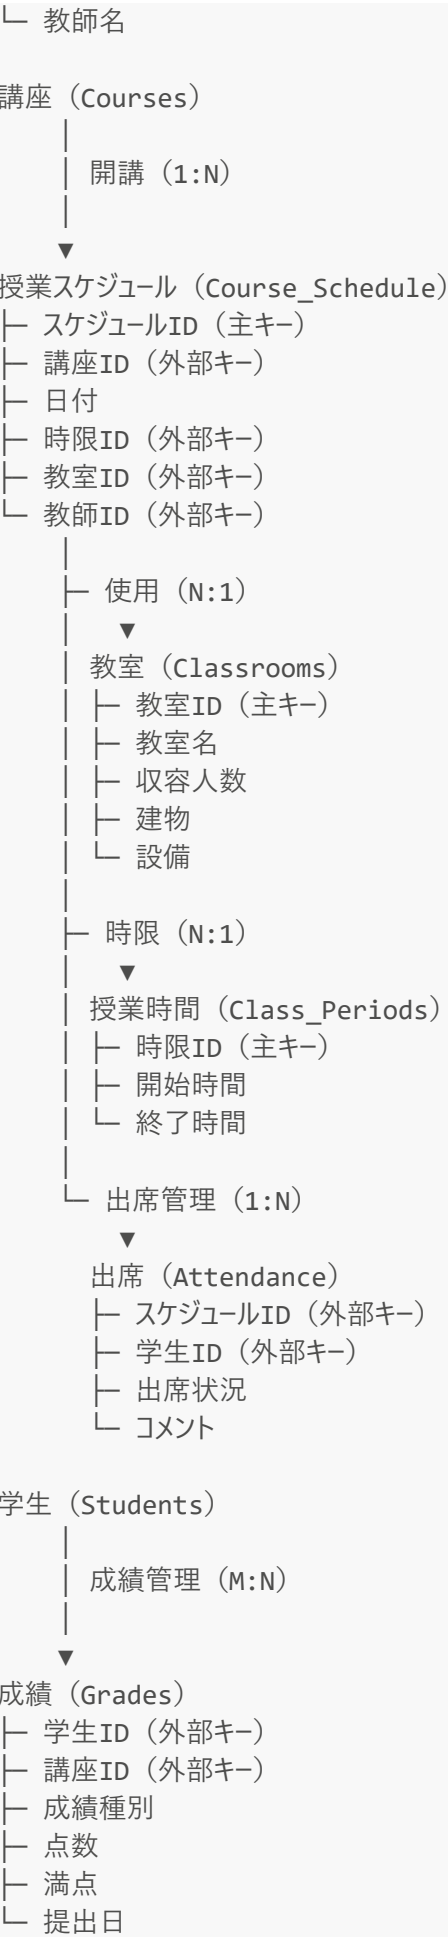 └─ 教師名
講座（Courses）
│
│ 開講（1:N）
│
▼
授業スケジュール（Course_Schedule）
├─ スケジュールID（主キー）
├─ 講座ID（外部キー）
├─ 日付
├─ 時限ID（外部キー）
├─ 教室ID（外部キー）
└─ 教師ID（外部キー）
│
├─ 使用（N:1）
│ ▼
│ 教室（Classrooms）
│ ├─ 教室ID（主キー）
│ ├─ 教室名
│ ├─ 収容人数
│ ├─ 建物
│ └─ 設備
│
├─ 時限（N:1）
│ ▼
│ 授業時間（Class_Periods）
│ ├─ 時限ID（主キー）
│ ├─ 開始時間
│ └─ 終了時間
│
└─ 出席管理（1:N）
▼
出席（Attendance）
├─ スケジュールID（外部キー）
├─ 学生ID（外部キー）
├─ 出席状況
└─ コメント
学生（Students）
│
│ 成績管理（M:N）
│
▼
成績（Grades）
├─ 学生ID（外部キー）
├─ 講座ID（外部キー）
├─ 成績種別
├─ 点数
├─ 満点
└─ 提出日